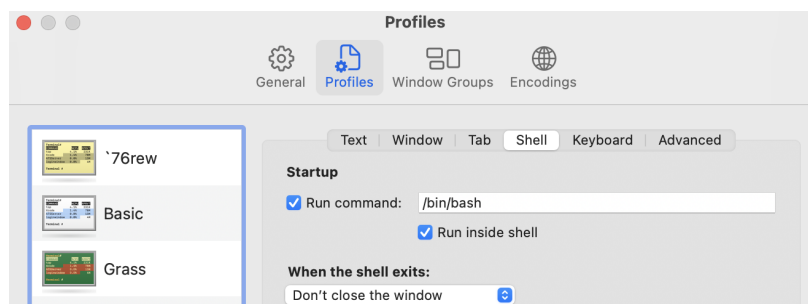 Profiles
General Profiles Window Groups Encodings
Text Window Tab Shell Keyboard Advanced
`76rew
Basic
Grass
Startup
Run command: /bin/bash
Run inside shell
When the shell exits:
Don't close the window